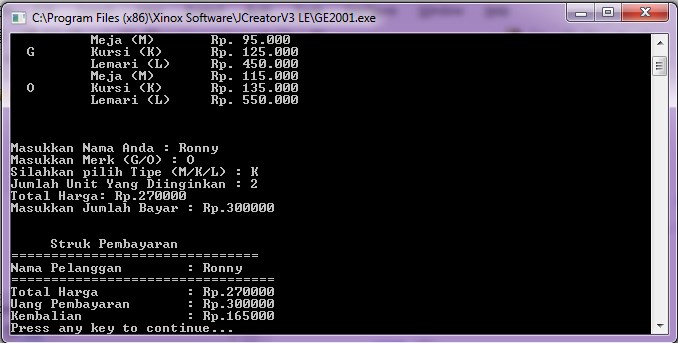 C:\Program Files (x86)\Xinox Software\JCreatorV3 LE\GE2001.exe
Meja (M) Rp. 95.000
G Kursi (K) Rp. 125.000
Lemari (L) Rp. 450.000
Meja (M) Rp. 115.000
O Kursi (K) Rp. 135.000
Lemari (L) Rp. 550.000
Masukkan Nama Anda : Ronny
Masukkan Merk (G/O) : O
Silahkan pilih Tipe (M/K/L) : K
Jumlah Unit Yang Diinginkan : 2
Total Harga: Rp.270000
Masukkan Jumlah Bayar : Rp.300000
Struk Pembayaran
==============================
Nama Pelanggan : Ronny
================================
Total Harga : Rp.270000
Uang Pembayaran : Rp.300000
Kembalian : Rp.165000
Press any key to continue...